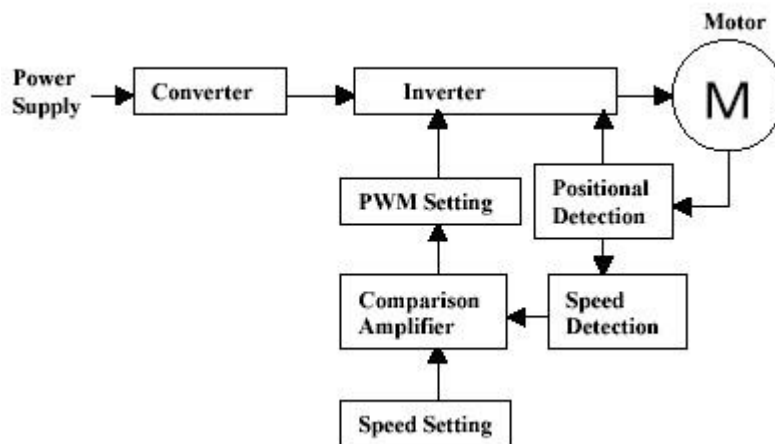 Motor
Power
Supply
Converter
Inverter
M
PWM Setting
Positional
Detection
Comparison
Amplifier
Speed
Detection
Speed Setting